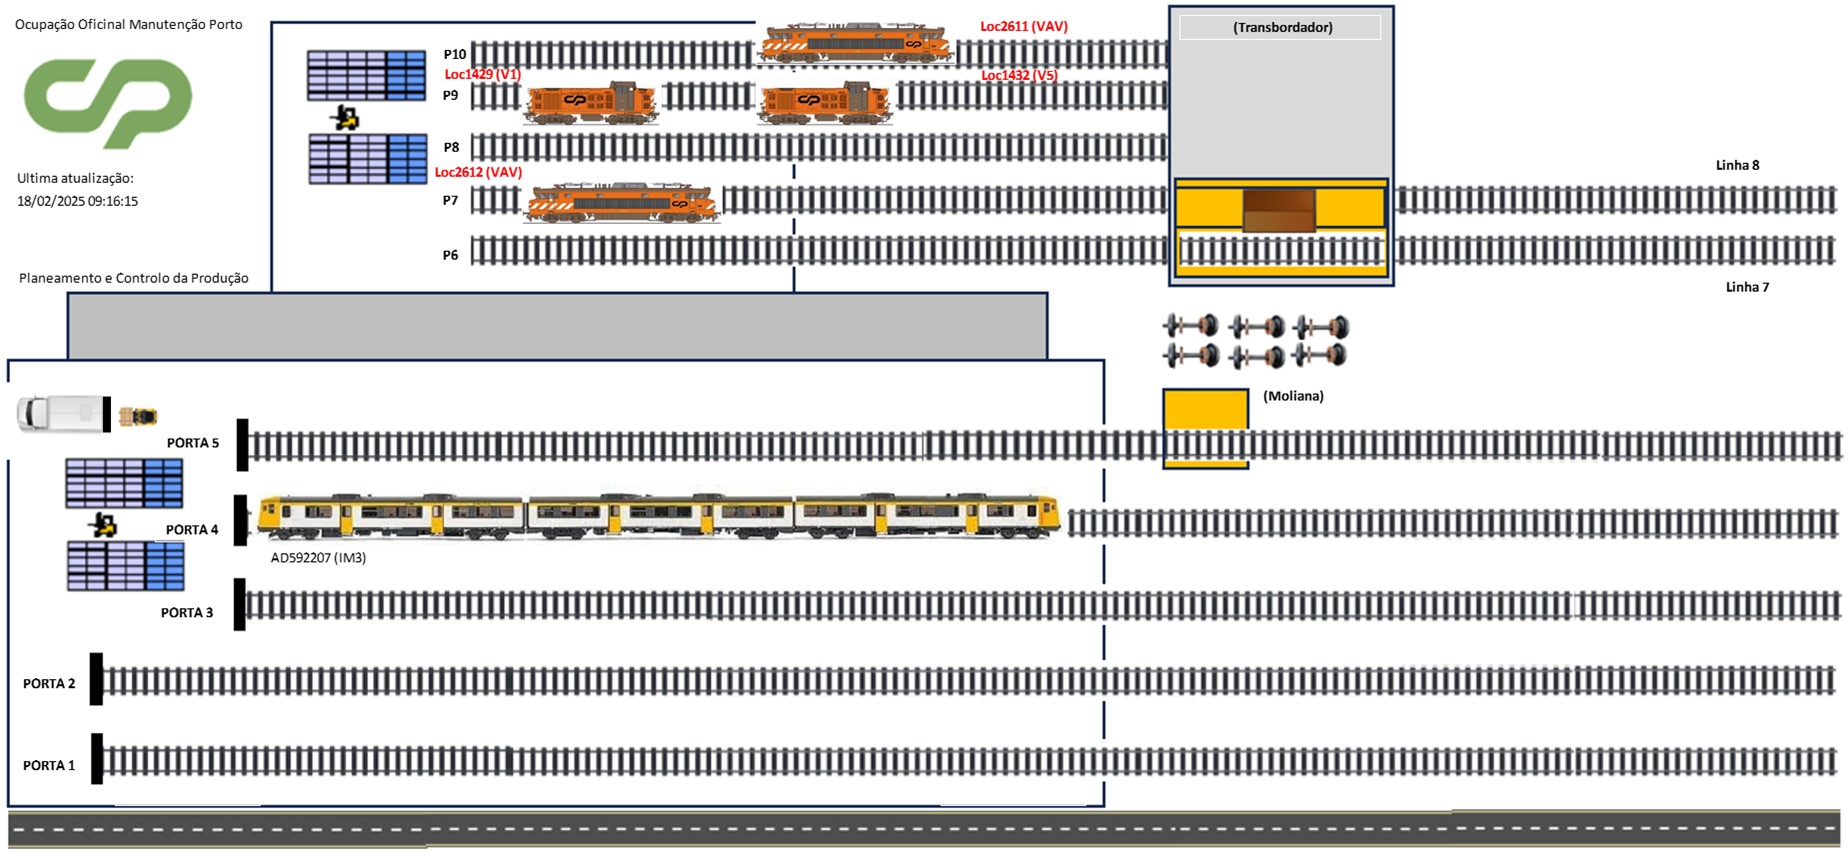 Ocupação Oficinal Manutenção Porto
Loc2611 (VAV)
(Transbordador)
P10
Loc1429 (V1)
Loc1432 (V5)
P9
P8
Linha 8
Loc2612 (VAV)
Ultima atualização:
18/02/2025 09:16:15
P7
P6
Planeamento e Controlo da Produção
Linha 7
(Moliana)
PORTA 5
PORTA 4
AD592207 (IM3)
PORTA 3
PORTA 2
PORTA 1